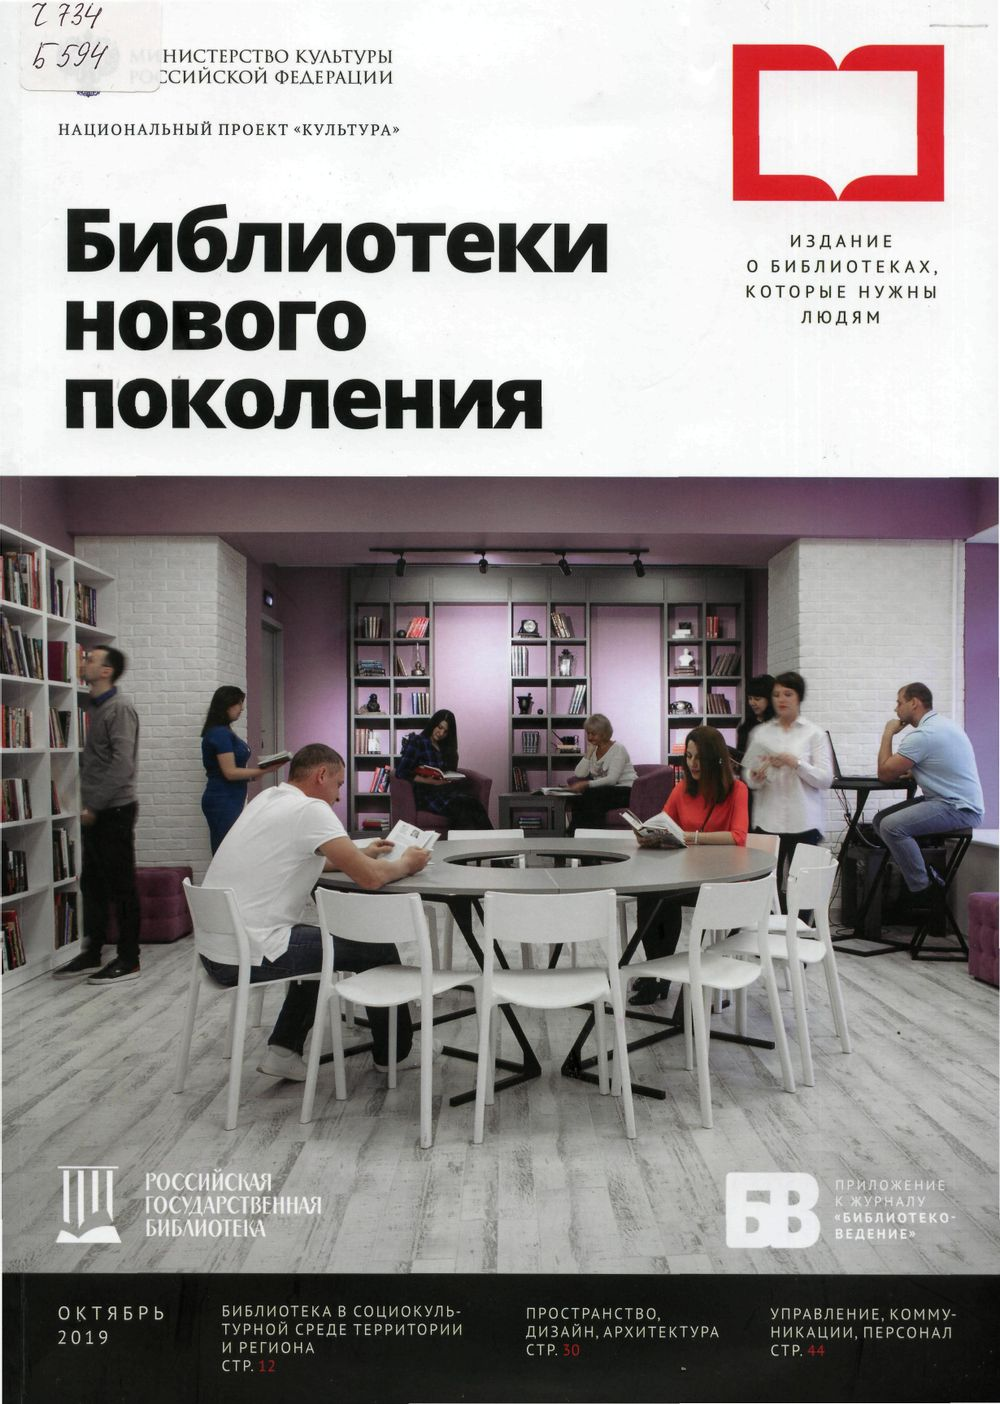 Ч 734
Б 594
МИНИСТЕРСТВО КУЛЬТУРЫ
РОССИЙСКОЙ ФЕДЕРАЦИИ
НАЦИОНАЛЬНЫЙ ПРОЕКТ «КУЛЬТУРА»
Библиотеки
нового
поколения
ИЗДАНИЕ
О БИБЛИОТЕКАХ,
КОТОРЫЕ НУЖНЫ
ЛЮДЯМ
РОССИЙСКАЯ
ГОСУДАРСТВЕННАЯ
БИБЛИОТЕКА
БВ
ПРИЛОЖЕНИЕ
К ЖУРНАЛУ
«БИБЛИОТЕКО-
ВЕДЕНИЕ»
ОКТЯБРЬ
2019
БИБЛИОТЕКА В СОЦИОКУЛЬ-
ТУРНОЙ СРЕДЕ ТЕРРИТОРИИ
И РЕГИОНА
СТР. 12
ПРОСТРАНСТВО,
ДИЗАЙН, АРХИТЕКТУРА
СТР. 30
УПРАВЛЕНИЕ, КОММУ-
НИКАЦИИ, ПЕРСОНАЛ
СТР. 44